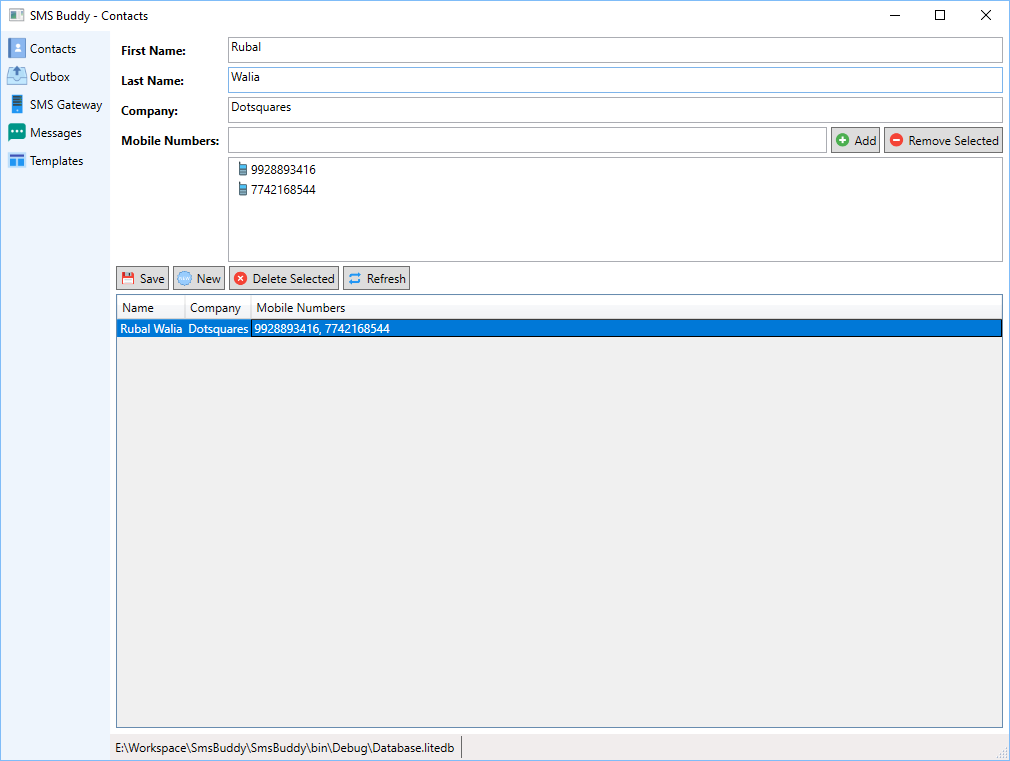 SMS Buddy - Contacts
Contacts
Outbox
SMS Gateway
Messages
Templates
First Name: Rubal
Last Name: Walia
Company: Dotsquares
Mobile Numbers: Add Remove Selected
9928893416
7742168544
Save New Delete Selected Refresh
Name Company Mobile Numbers
Rubal Walia Dotsquares 9928893416, 7742168544
E:\Workspace\SmsBuddy\SmsBuddy\bin\Debug\Database.litedb